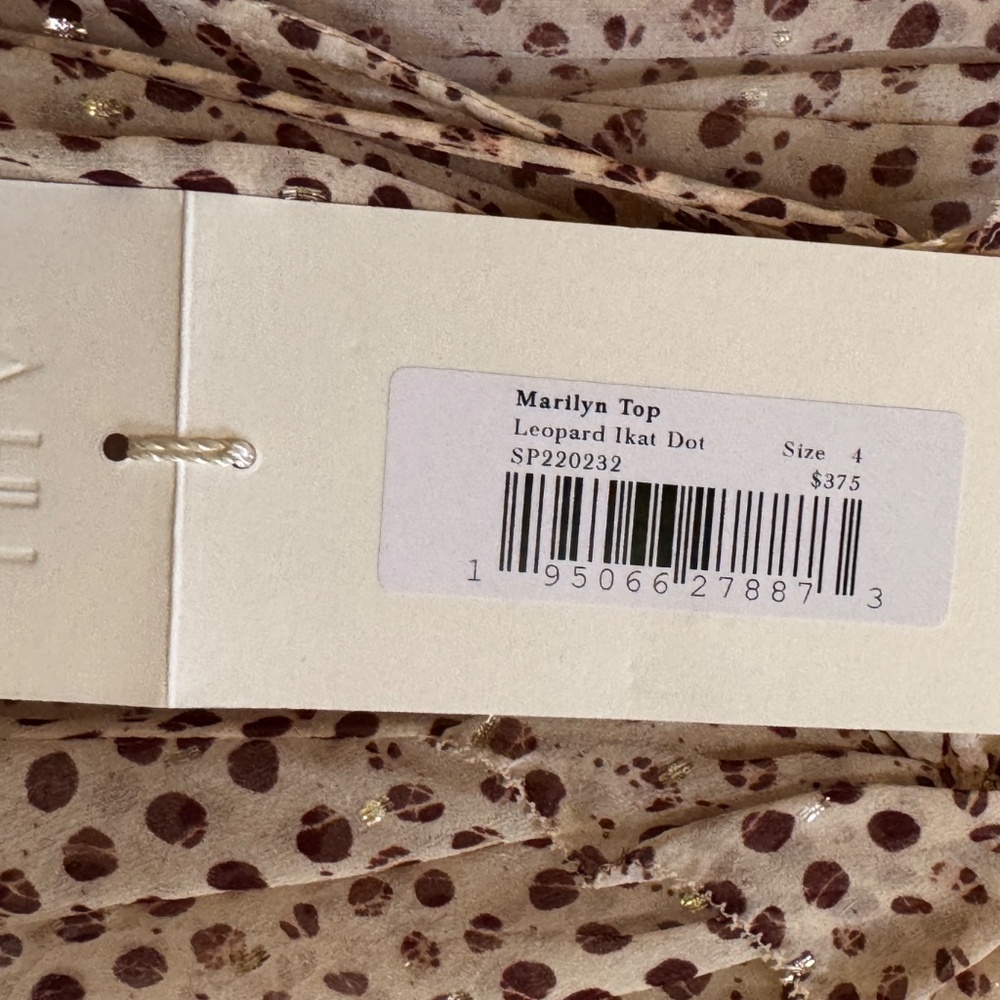 Marilyn Top
Leopard Ikat Dot
Size 4
SP220232
$375
1 95066 27887 3